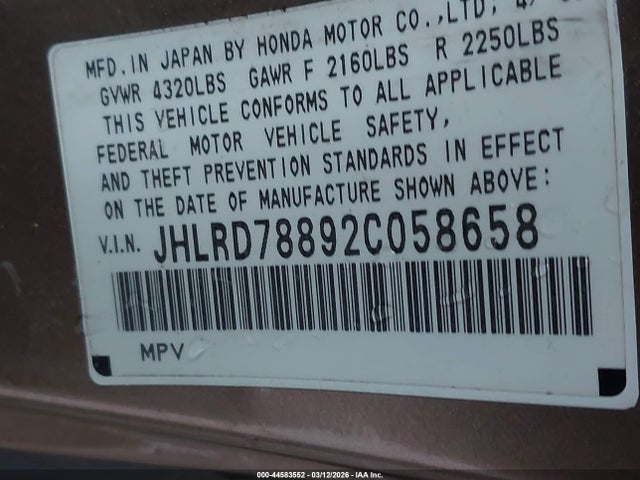 MFD. IN JAPAN BY HONDA MOTOR CO., LTD, 4/
GVWR 4320LBS GAWR F 2160LBS R 2250LBS
THIS VEHICLE CONFORMS TO ALL APPLICABLE
FEDERAL MOTOR VEHICLE SAFETY,
AND THEFT PREVENTION STANDARDS IN EFFECT
ON THE DATE OF MANUFACTURE SHOWN ABOVE:
V.I.N. JHLRD78892C058658
MPV
000-44583552 — 03/12/2026 — IAA Inc.